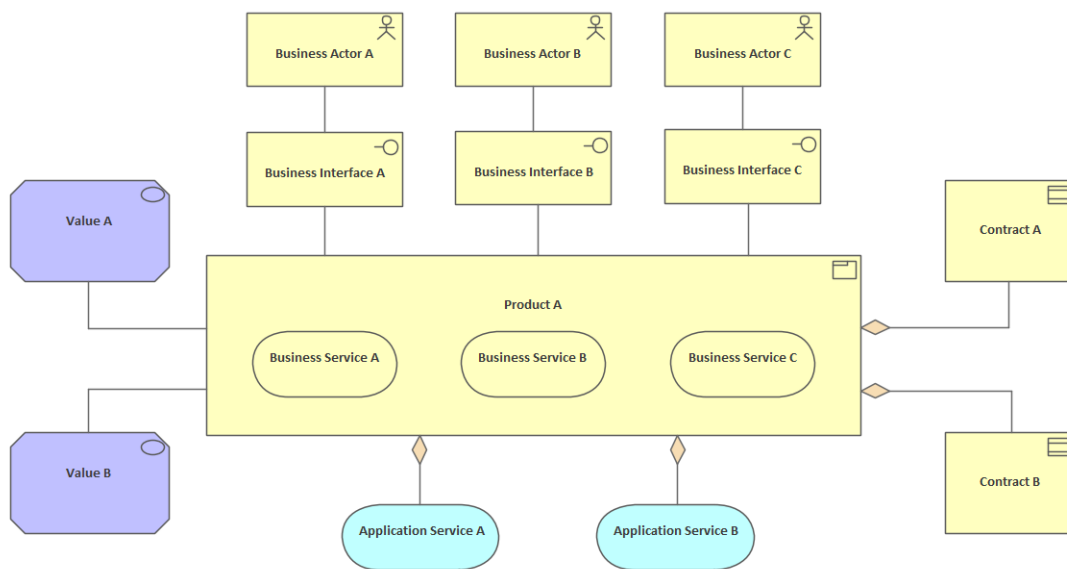 Business Actor A
Business Actor B
Business Actor C
Business Interface A
Business Interface B
Business Interface C
Value A
Contract A
Product A
Business Service A
Business Service B
Business Service C
Value B
Contract B
Application Service A
Application Service B